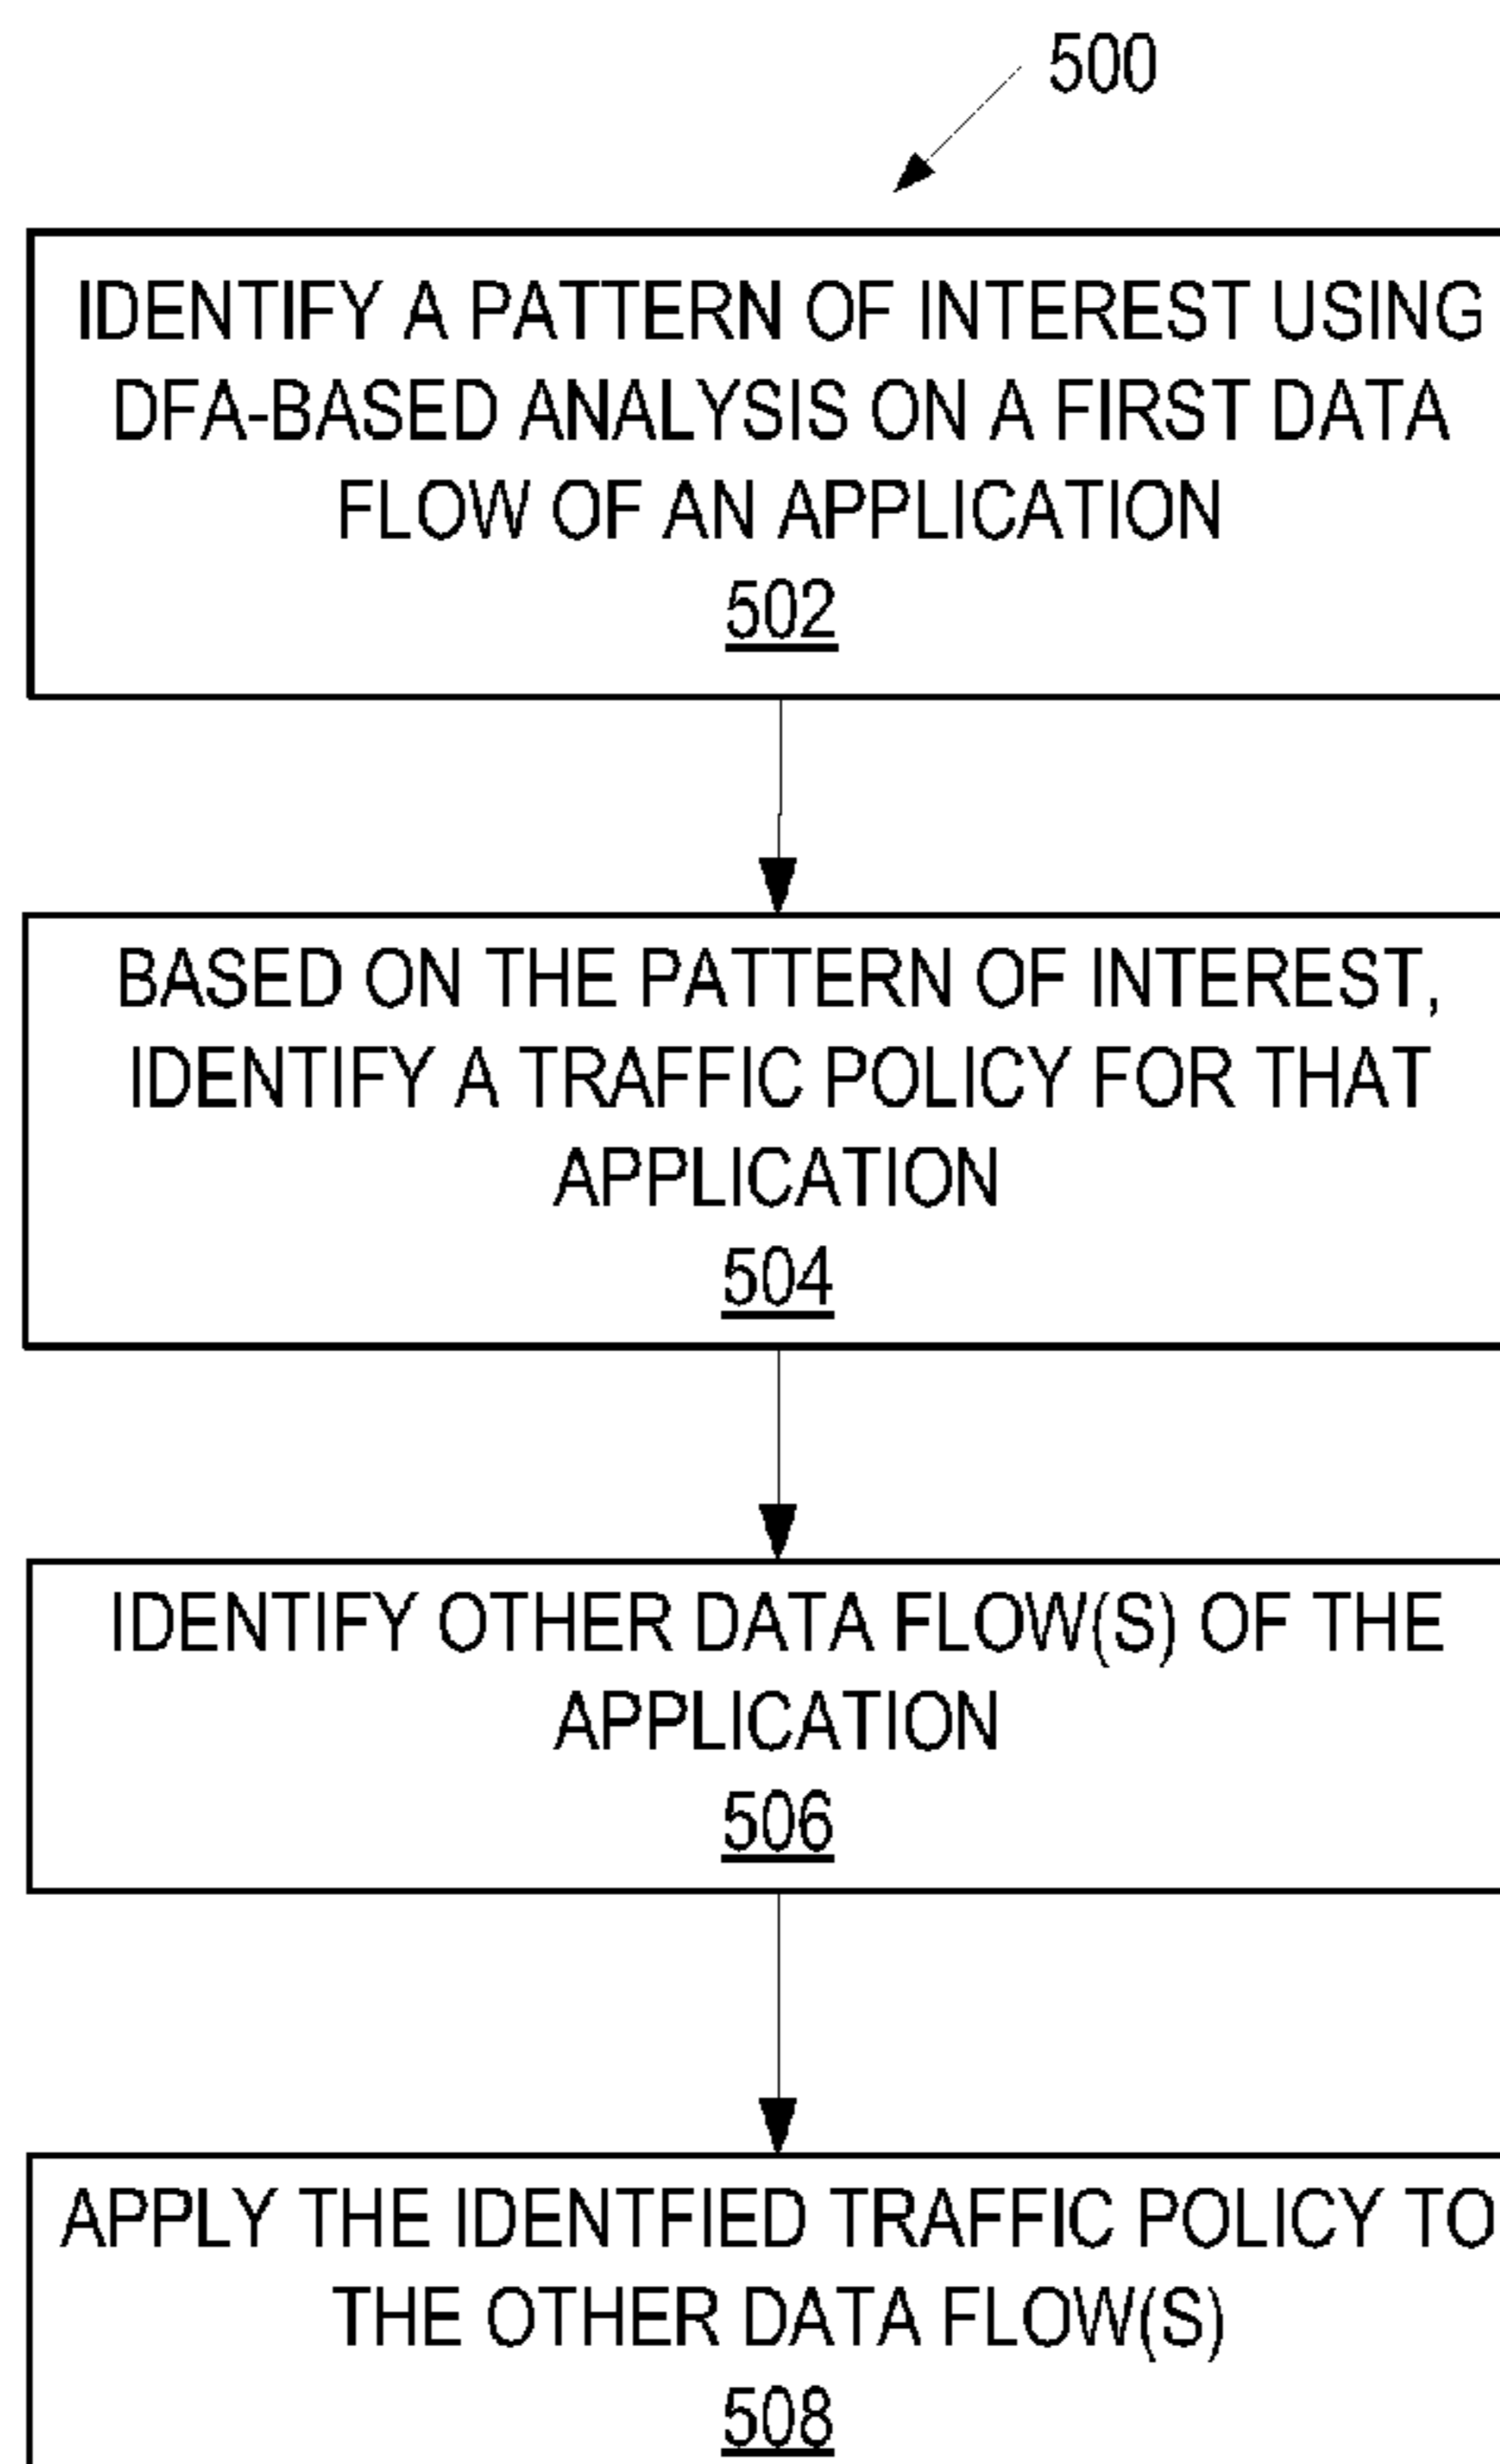 500
IDENTIFY A PATTERN OF INTEREST USING
DFA-BASED ANALYSIS ON A FIRST DATA
FLOW OF AN APPLICATION
502
BASED ON THE PATTERN OF INTEREST,
IDENTIFY A TRAFFIC POLICY FOR THAT
APPLICATION
504
IDENTIFY OTHER DATA FLOW(S) OF THE
APPLICATION
506
APPLY THE IDENTFIED TRAFFIC POLICY TO
THE OTHER DATA FLOW(S)
508